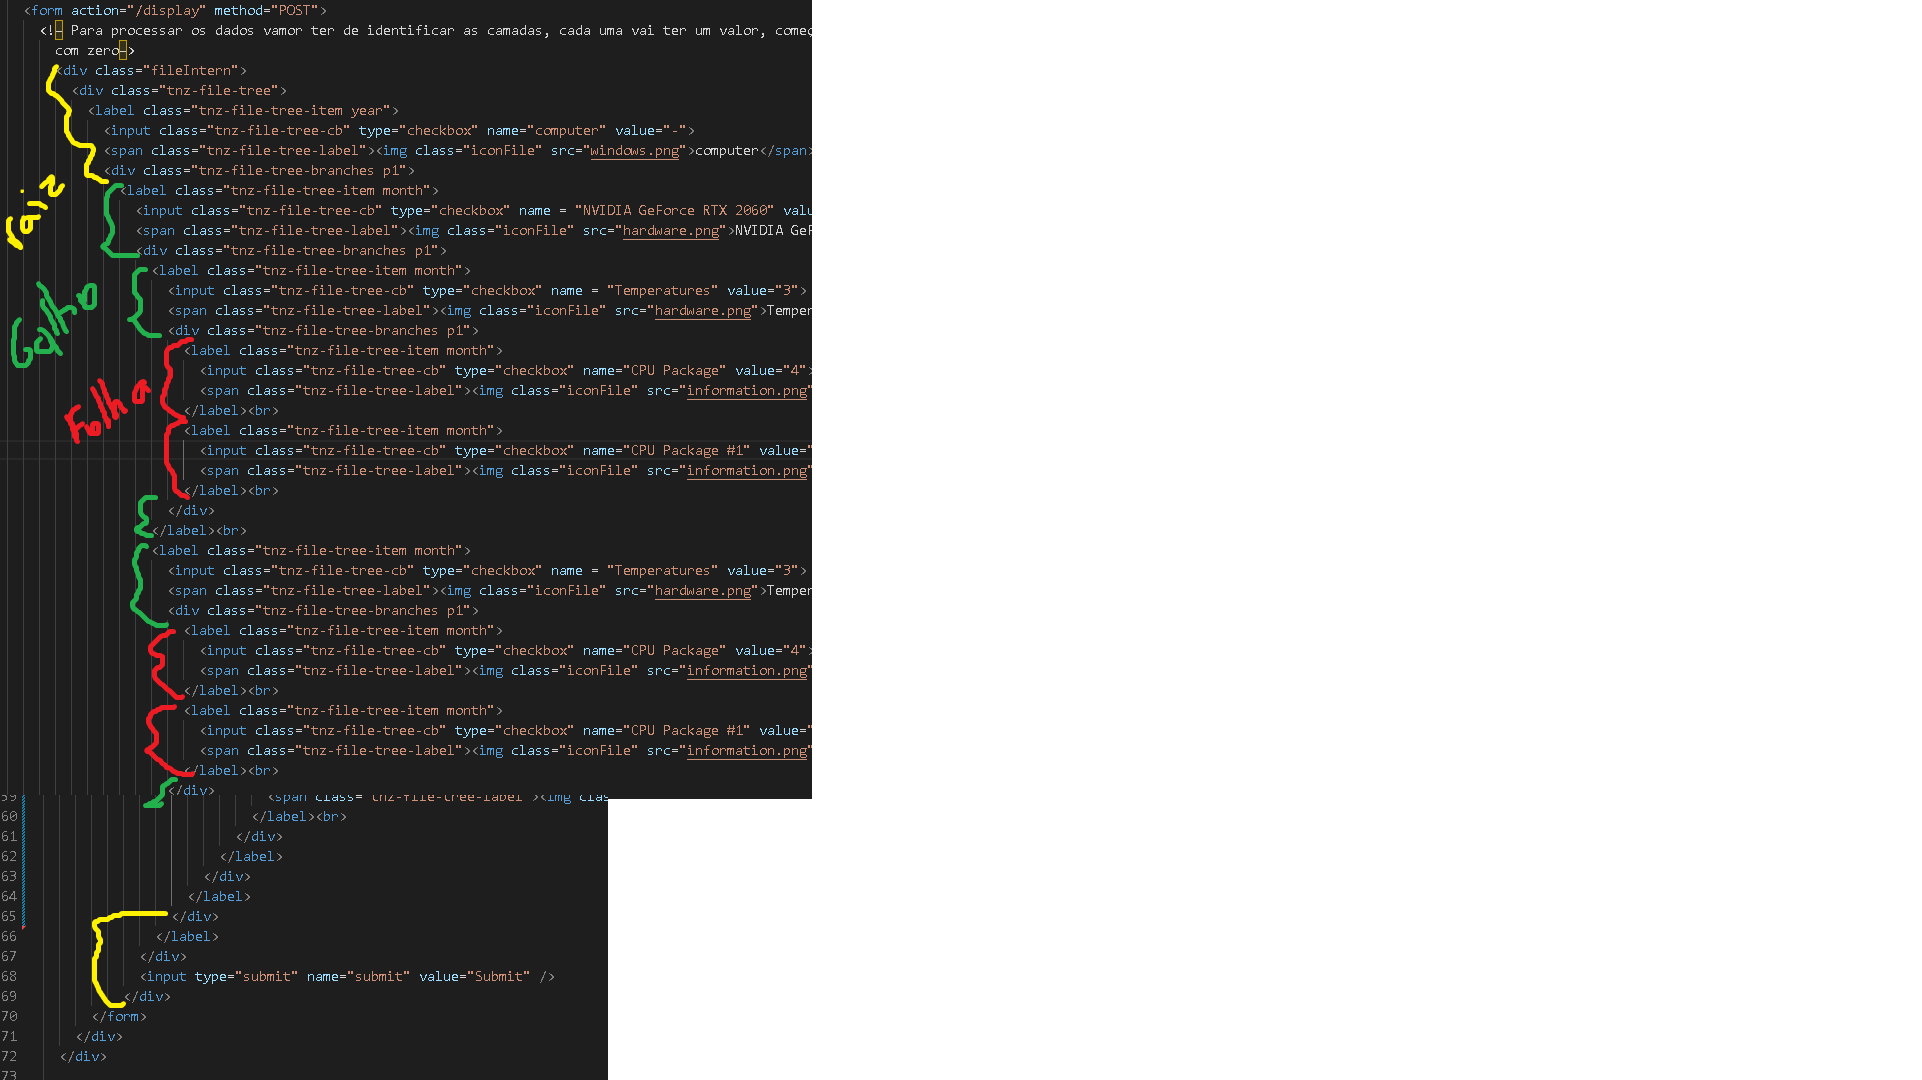 <form action="/display" method="POST">
<!-- Para processar os dados vamor ter de identificar as camadas, cada uma vai ter um valor, começ
com zero-->
<div class="fileIntern">
<div class="tnz-file-tree">
<label class="tnz-file-tree-item year">
<input class="tnz-file-tree-cb" type="checkbox" name="computer" value="-">
<span class="tnz-file-tree-label"><img class="iconFile" src="windows.png">computer</span>
<div class="tnz-file-tree-branches p1">
raiz
<label class="tnz-file-tree-item month">
<input class="tnz-file-tree-cb" type="checkbox" name = "NVIDIA GeForce RTX 2060" valu
<span class="tnz-file-tree-label"><img class="iconFile" src="hardware.png">NVIDIA GeF
<div class="tnz-file-tree-branches p1">
Galho
<label class="tnz-file-tree-item month">
<input class="tnz-file-tree-cb" type="checkbox" name = "Temperatures" value="3">
<span class="tnz-file-tree-label"><img class="iconFile" src="hardware.png">Temper
<div class="tnz-file-tree-branches p1">
Folha
<label class="tnz-file-tree-item month">
<input class="tnz-file-tree-cb" type="checkbox" name="CPU Package" value="4">
<span class="tnz-file-tree-label"><img class="iconFile" src="information.png"
</label><br>
<label class="tnz-file-tree-item month">
<input class="tnz-file-tree-cb" type="checkbox" name="CPU Package #1" value="
<span class="tnz-file-tree-label"><img class="iconFile" src="information.png"
</label><br>
</div>
</label><br>
<label class="tnz-file-tree-item month">
<input class="tnz-file-tree-cb" type="checkbox" name = "Temperatures" value="3">
<span class="tnz-file-tree-label"><img class="iconFile" src="hardware.png">Temper
<div class="tnz-file-tree-branches p1">
<label class="tnz-file-tree-item month">
<input class="tnz-file-tree-cb" type="checkbox" name="CPU Package" value="4">
<span class="tnz-file-tree-label"><img class="iconFile" src="information.png"
</label><br>
<label class="tnz-file-tree-item month">
<input class="tnz-file-tree-cb" type="checkbox" name="CPU Package #1" value="
<span class="tnz-file-tree-label"><img class="iconFile" src="information.png"
</label><br>
</div>
59 <span class="tnz-file-tree-label"><img clas
60 </label><br>
61 </div>
62 </label>
63 </div>
64 </label>
65 </div>
66 </label>
67 </div>
68 <input type="submit" name="submit" value="Submit" />
69 </div>
70 </form>
71 </div>
72 </div>
73